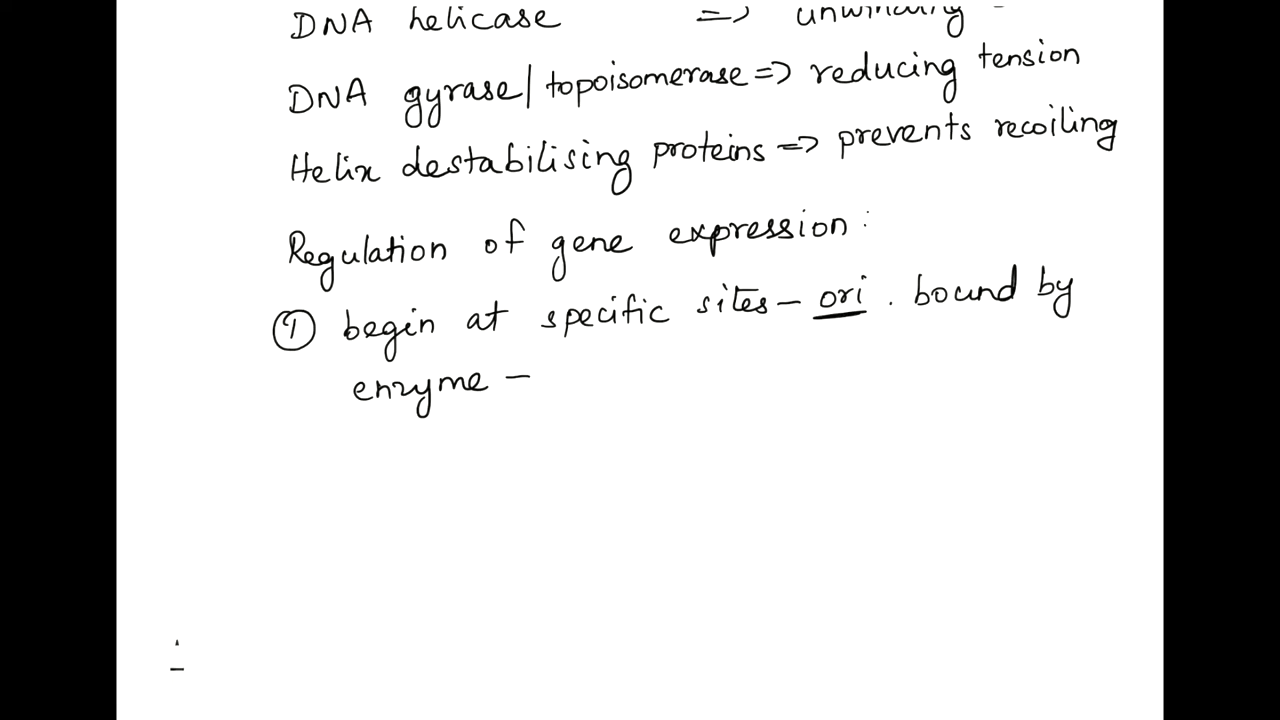 DNA helicase => unwinding
DNA gyrase/topoisomerase => reducing tension
Helix destabilising proteins => prevents recoiling
Regulation of gene expression:
① begin at specific sites - ori. bound by
enzyme -